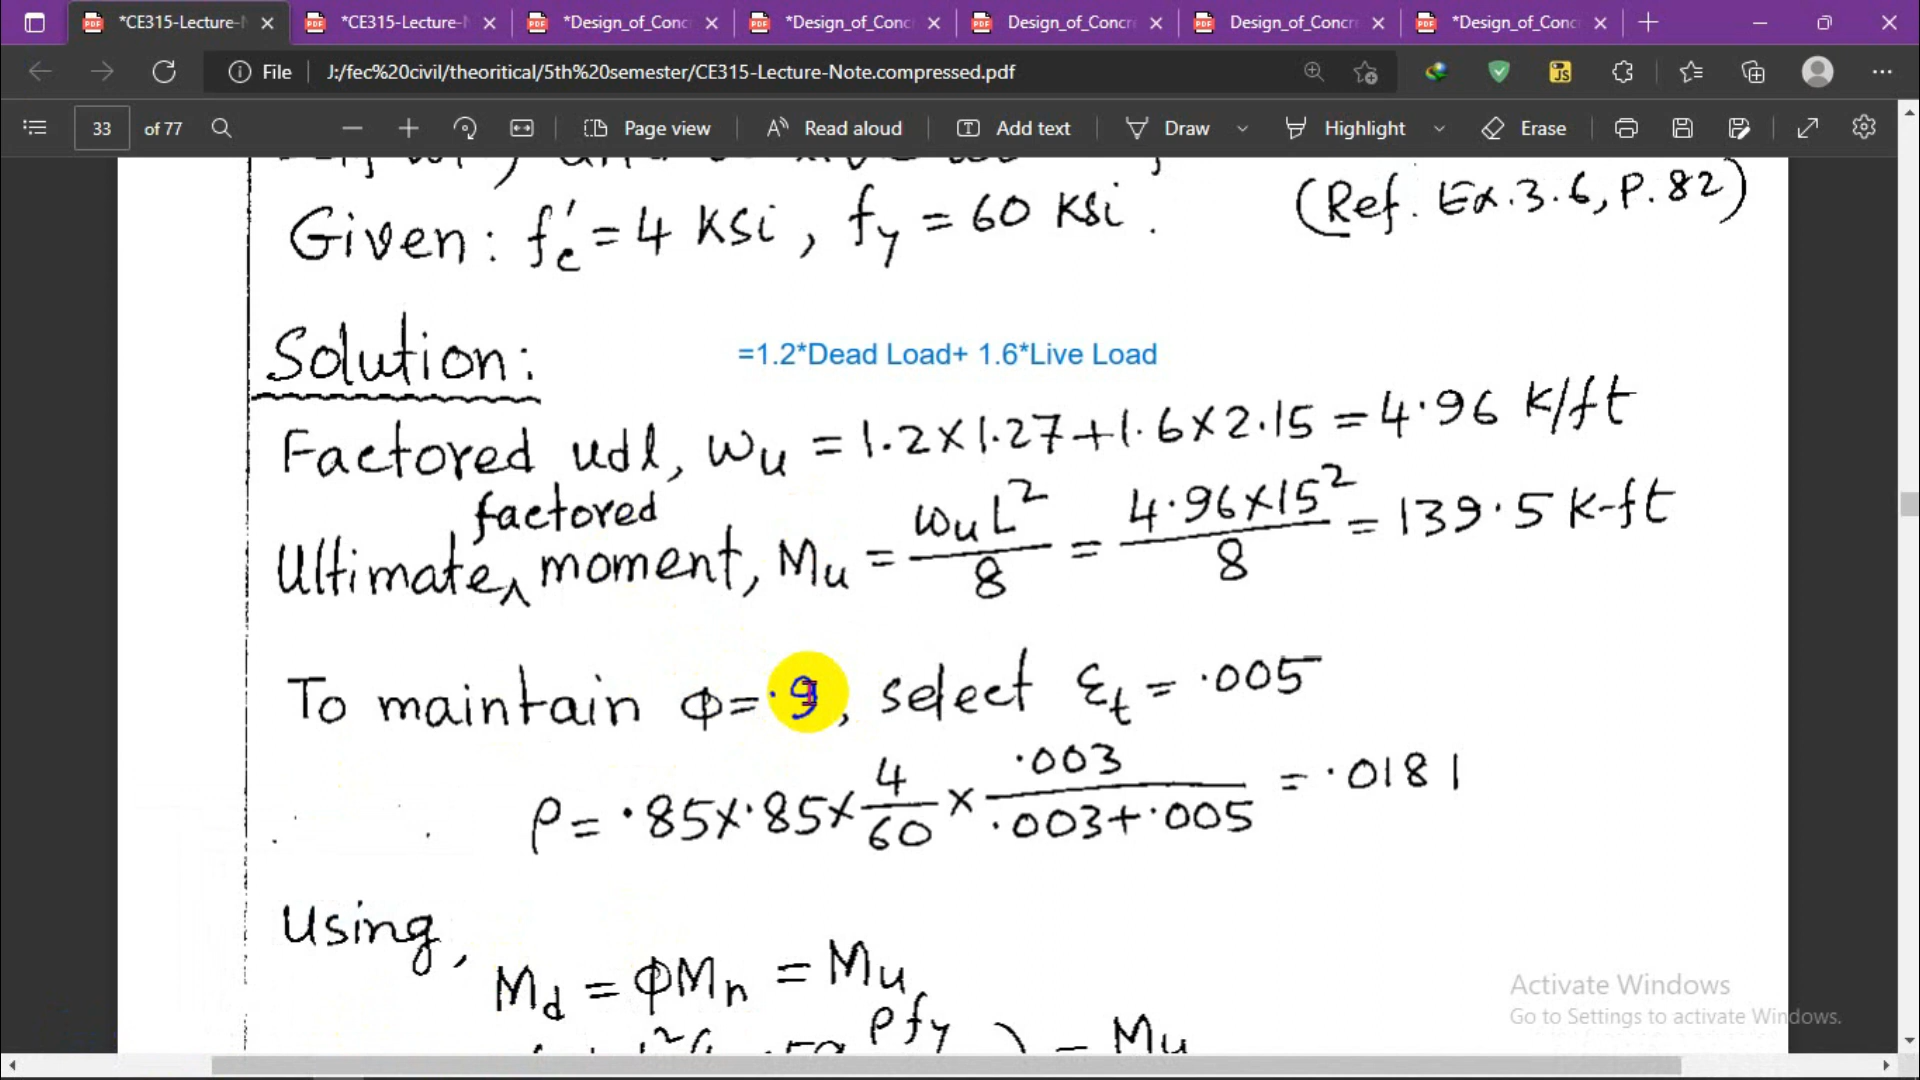 *CE315-Lecture-N
*CE315-Lecture-N
*Design_of_Conc
*Design_of_Conc
Design_of_Concr
Design_of_Concr
*Design_of_Conc
File
J:/fec%20civil/theoritical/5th%20semester/CE315-Lecture-Note.compressed.pdf
JS
33 of 77
Page view
Read aloud
Add text
Draw
Highlight
Erase
Given: fc' = 4 Ksi, fy = 60 Ksi.
(Ref. Ex.3.6, P.82)
Solution:
=1.2*Dead Load+ 1.6*Live Load
Factored udl, wu = 1.2×1.27+1.6×2.15 = 4.96 K/ft
Ultimate factored moment, Mu = wuL²/8 = 4.96×15²/8 = 139.5 K-ft
To maintain φ=.9, select εt = .005
ρ = .85×.85×4/60×.003/.003+.005 = .0181
Using,
Md = φMn = Mu
ρfy
= Mu
Activate Windows
Go to Settings to activate Windows.